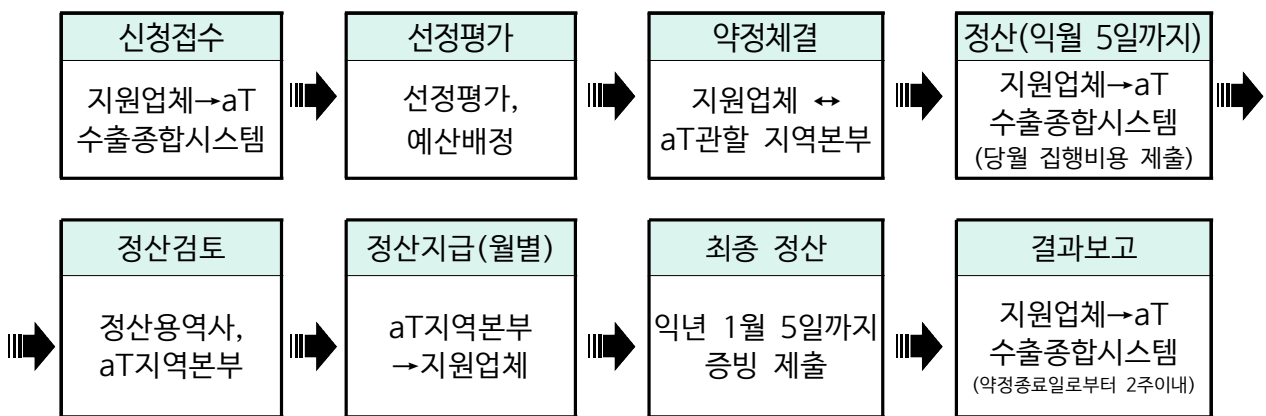 신청접수
지원업체→aT
수출종합시스템
선정평가
선정평가,
예산배정
약정체결
지원업체 ↔
aT관할 지역본부
정산(익월 5일까지)
지원업체→aT
수출종합시스템
(당월 집행비용 제출)
정산검토
정산용역사,
aT지역본부
정산지급(월별)
aT지역본부
→지원업체
최종 정산
익년 1월 5일까지
증빙 제출
결과보고
지원업체→aT
수출종합시스템
(약정종료일로부터 2주이내)